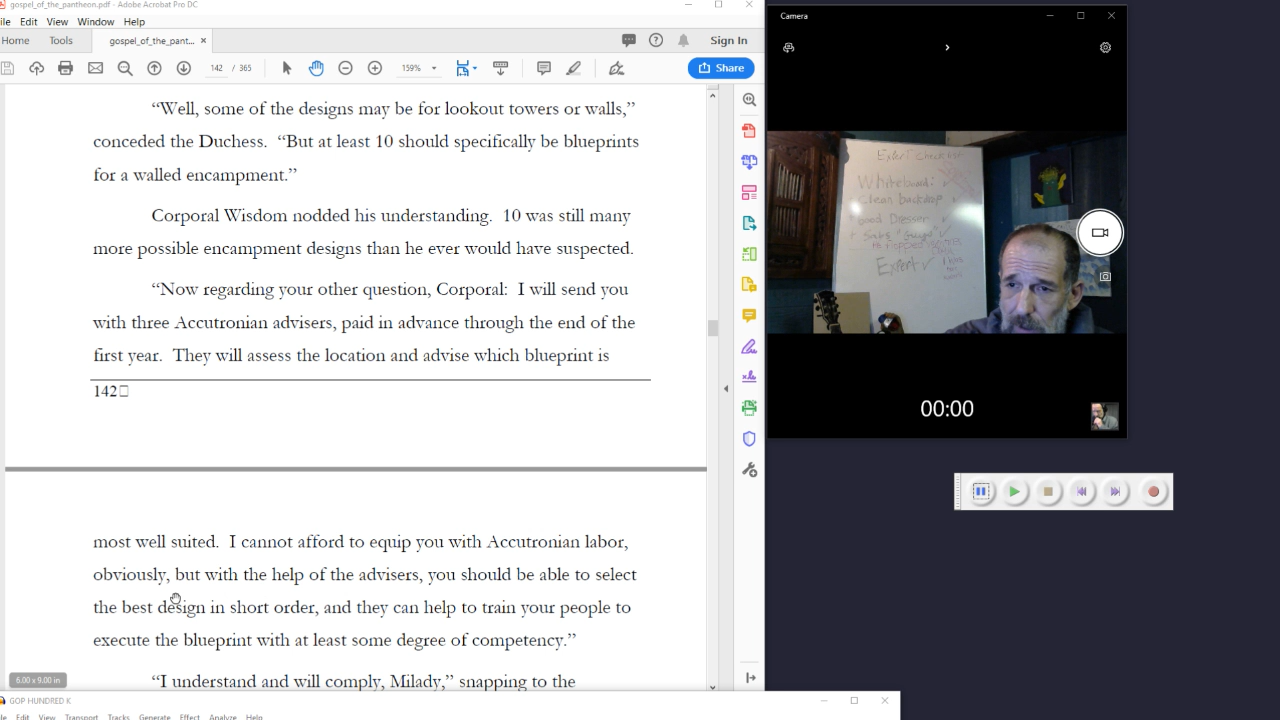 gospel_of_the_pantheon.pdf - Adobe Acrobat Pro DC
ile Edit View Window Help
Home Tools gospel_of_the_pant... × Sign In
142 / 365 159% Share
“Well, some of the designs may be for lookout towers or walls,”
conceded the Duchess. “But at least 10 should specifically be blueprints
for a walled encampment.”
Corporal Wisdom nodded his understanding. 10 was still many
more possible encampment designs than he ever would have suspected.
“Now regarding your other question, Corporal: I will send you
with three Accutronian advisers, paid in advance through the end of the
first year. They will assess the location and advise which blueprint is
142
most well suited. I cannot afford to equip you with Accutronian labor,
obviously, but with the help of the advisers, you should be able to select
the best design in short order, and they can help to train your people to
execute the blueprint with at least some degree of competency.”
“I understand and will comply, Milady,” snapping to the
6.00 x 9.00 in
GOP HUNDRED K
le Edit View Transport Tracks Generate Effect Analyze Help
Camera
Expert Checklist
Whiteboard: ✓
Clean backdrop ✓
Good Dresser ✓
Expert ✓
00:00